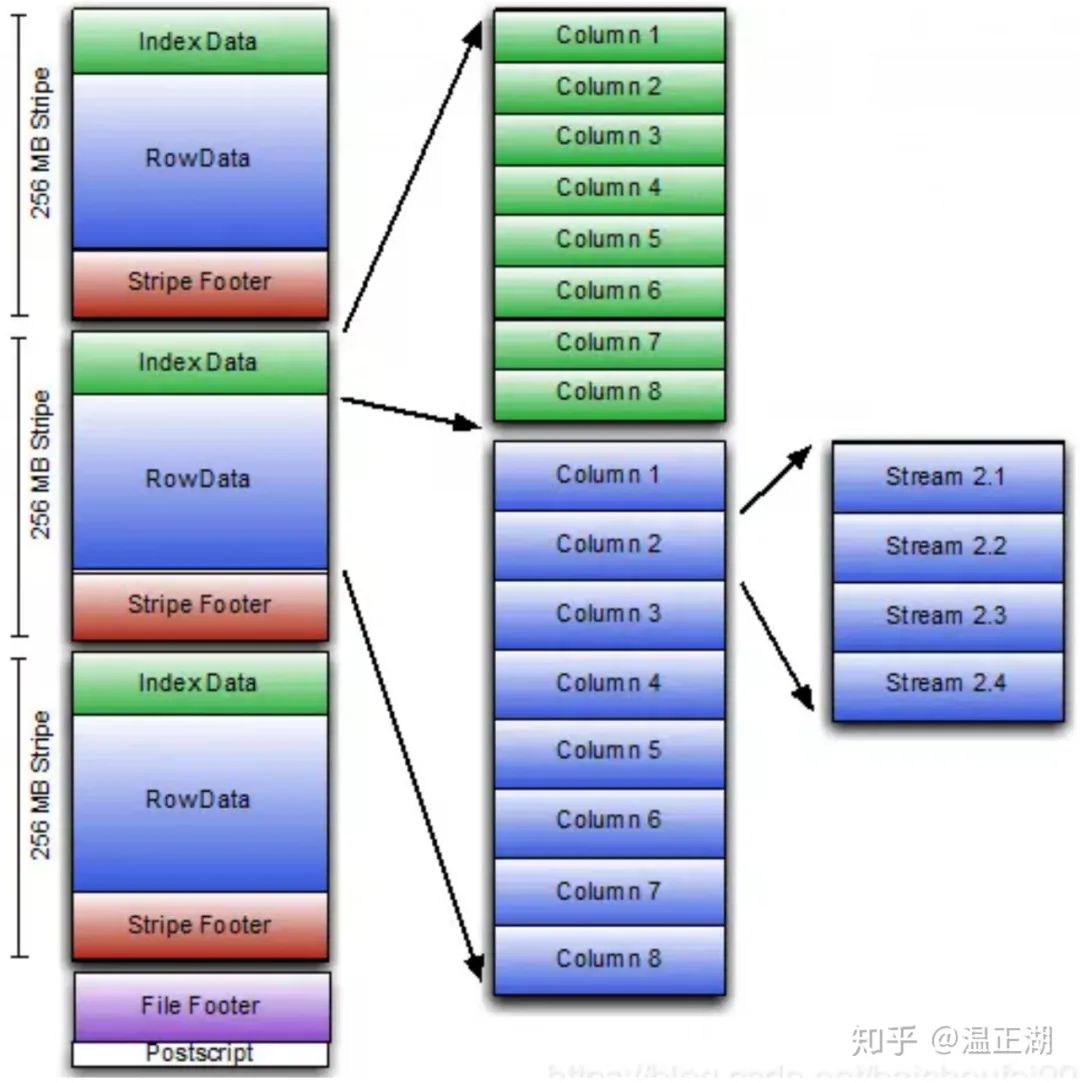 256 MB Stripe
Index Data
RowData
Stripe Footer
256 MB Stripe
Index Data
RowData
Stripe Footer
256 MB Stripe
Index Data
RowData
Stripe Footer
File Footer
Postscript
Column 1
Column 2
Column 3
Column 4
Column 5
Column 6
Column 7
Column 8
Column 1
Column 2
Column 3
Column 4
Column 5
Column 6
Column 7
Column 8
Stream 2.1
Stream 2.2
Stream 2.3
Stream 2.4
知乎 @温正湖